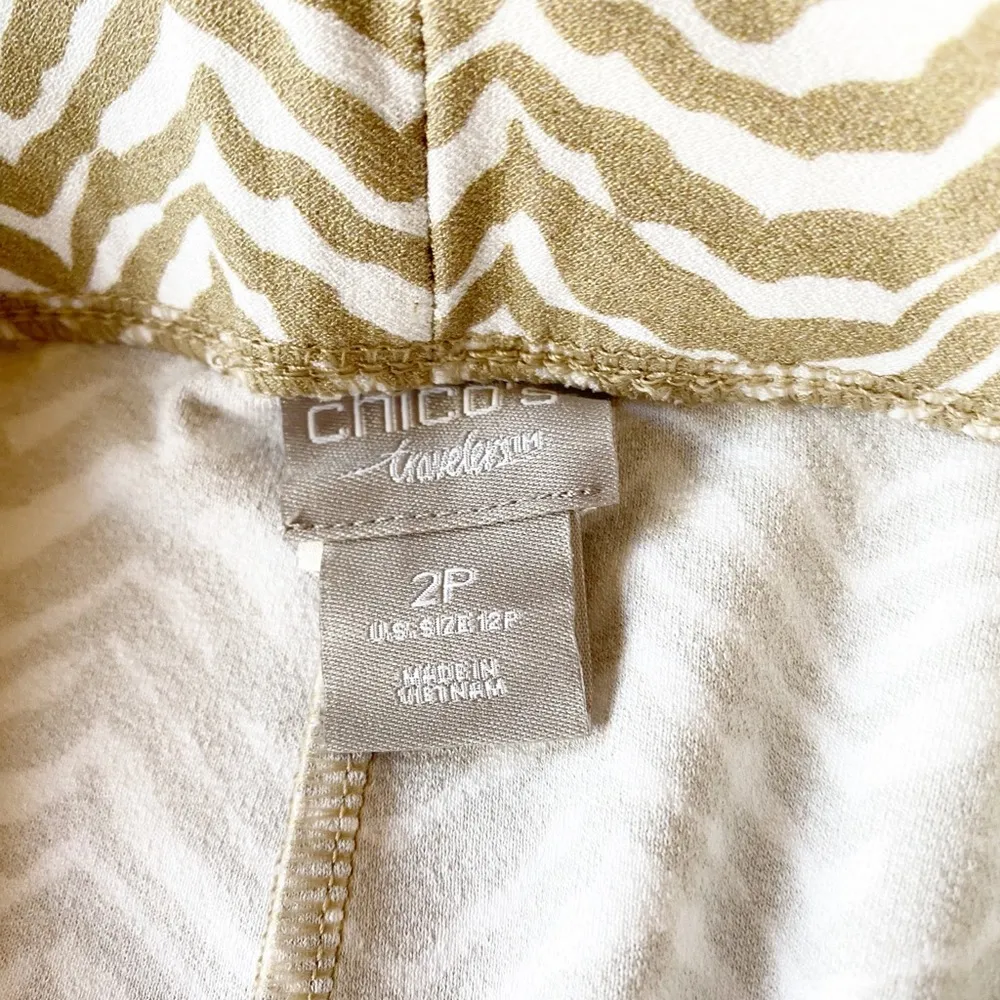 chico's
travelers™
2P
U.S. SIZE 12P
MADE IN
VIETNAM